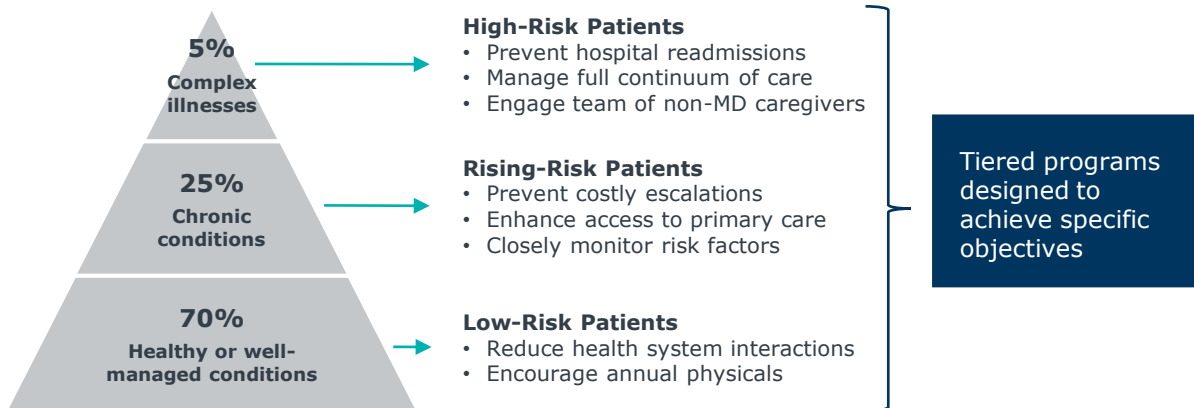 5%
Complex
illnesses
High-Risk Patients
• Prevent hospital readmissions
• Manage full continuum of care
• Engage team of non-MD caregivers
25%
Chronic
conditions
Rising-Risk Patients
• Prevent costly escalations
• Enhance access to primary care
• Closely monitor risk factors
70%
Healthy or well-
managed conditions
Low-Risk Patients
• Reduce health system interactions
• Encourage annual physicals
Tiered programs
designed to
achieve specific
objectives